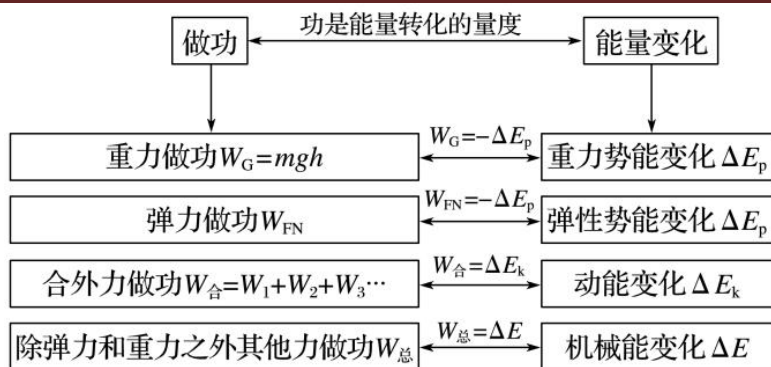 功是能量转化的量度
做功
能量变化
重力做功W_G=mgh
W_G=-ΔE_p
重力势能变化ΔE_p
弹力做功W_FN
W_FN=-ΔE_p
弹性势能变化ΔE_p
合外力做功W_合=W_1+W_2+W_3…
W_合=ΔE_k
动能变化ΔE_k
除弹力和重力之外其他力做功W_总
W_总=ΔE
机械能变化ΔE